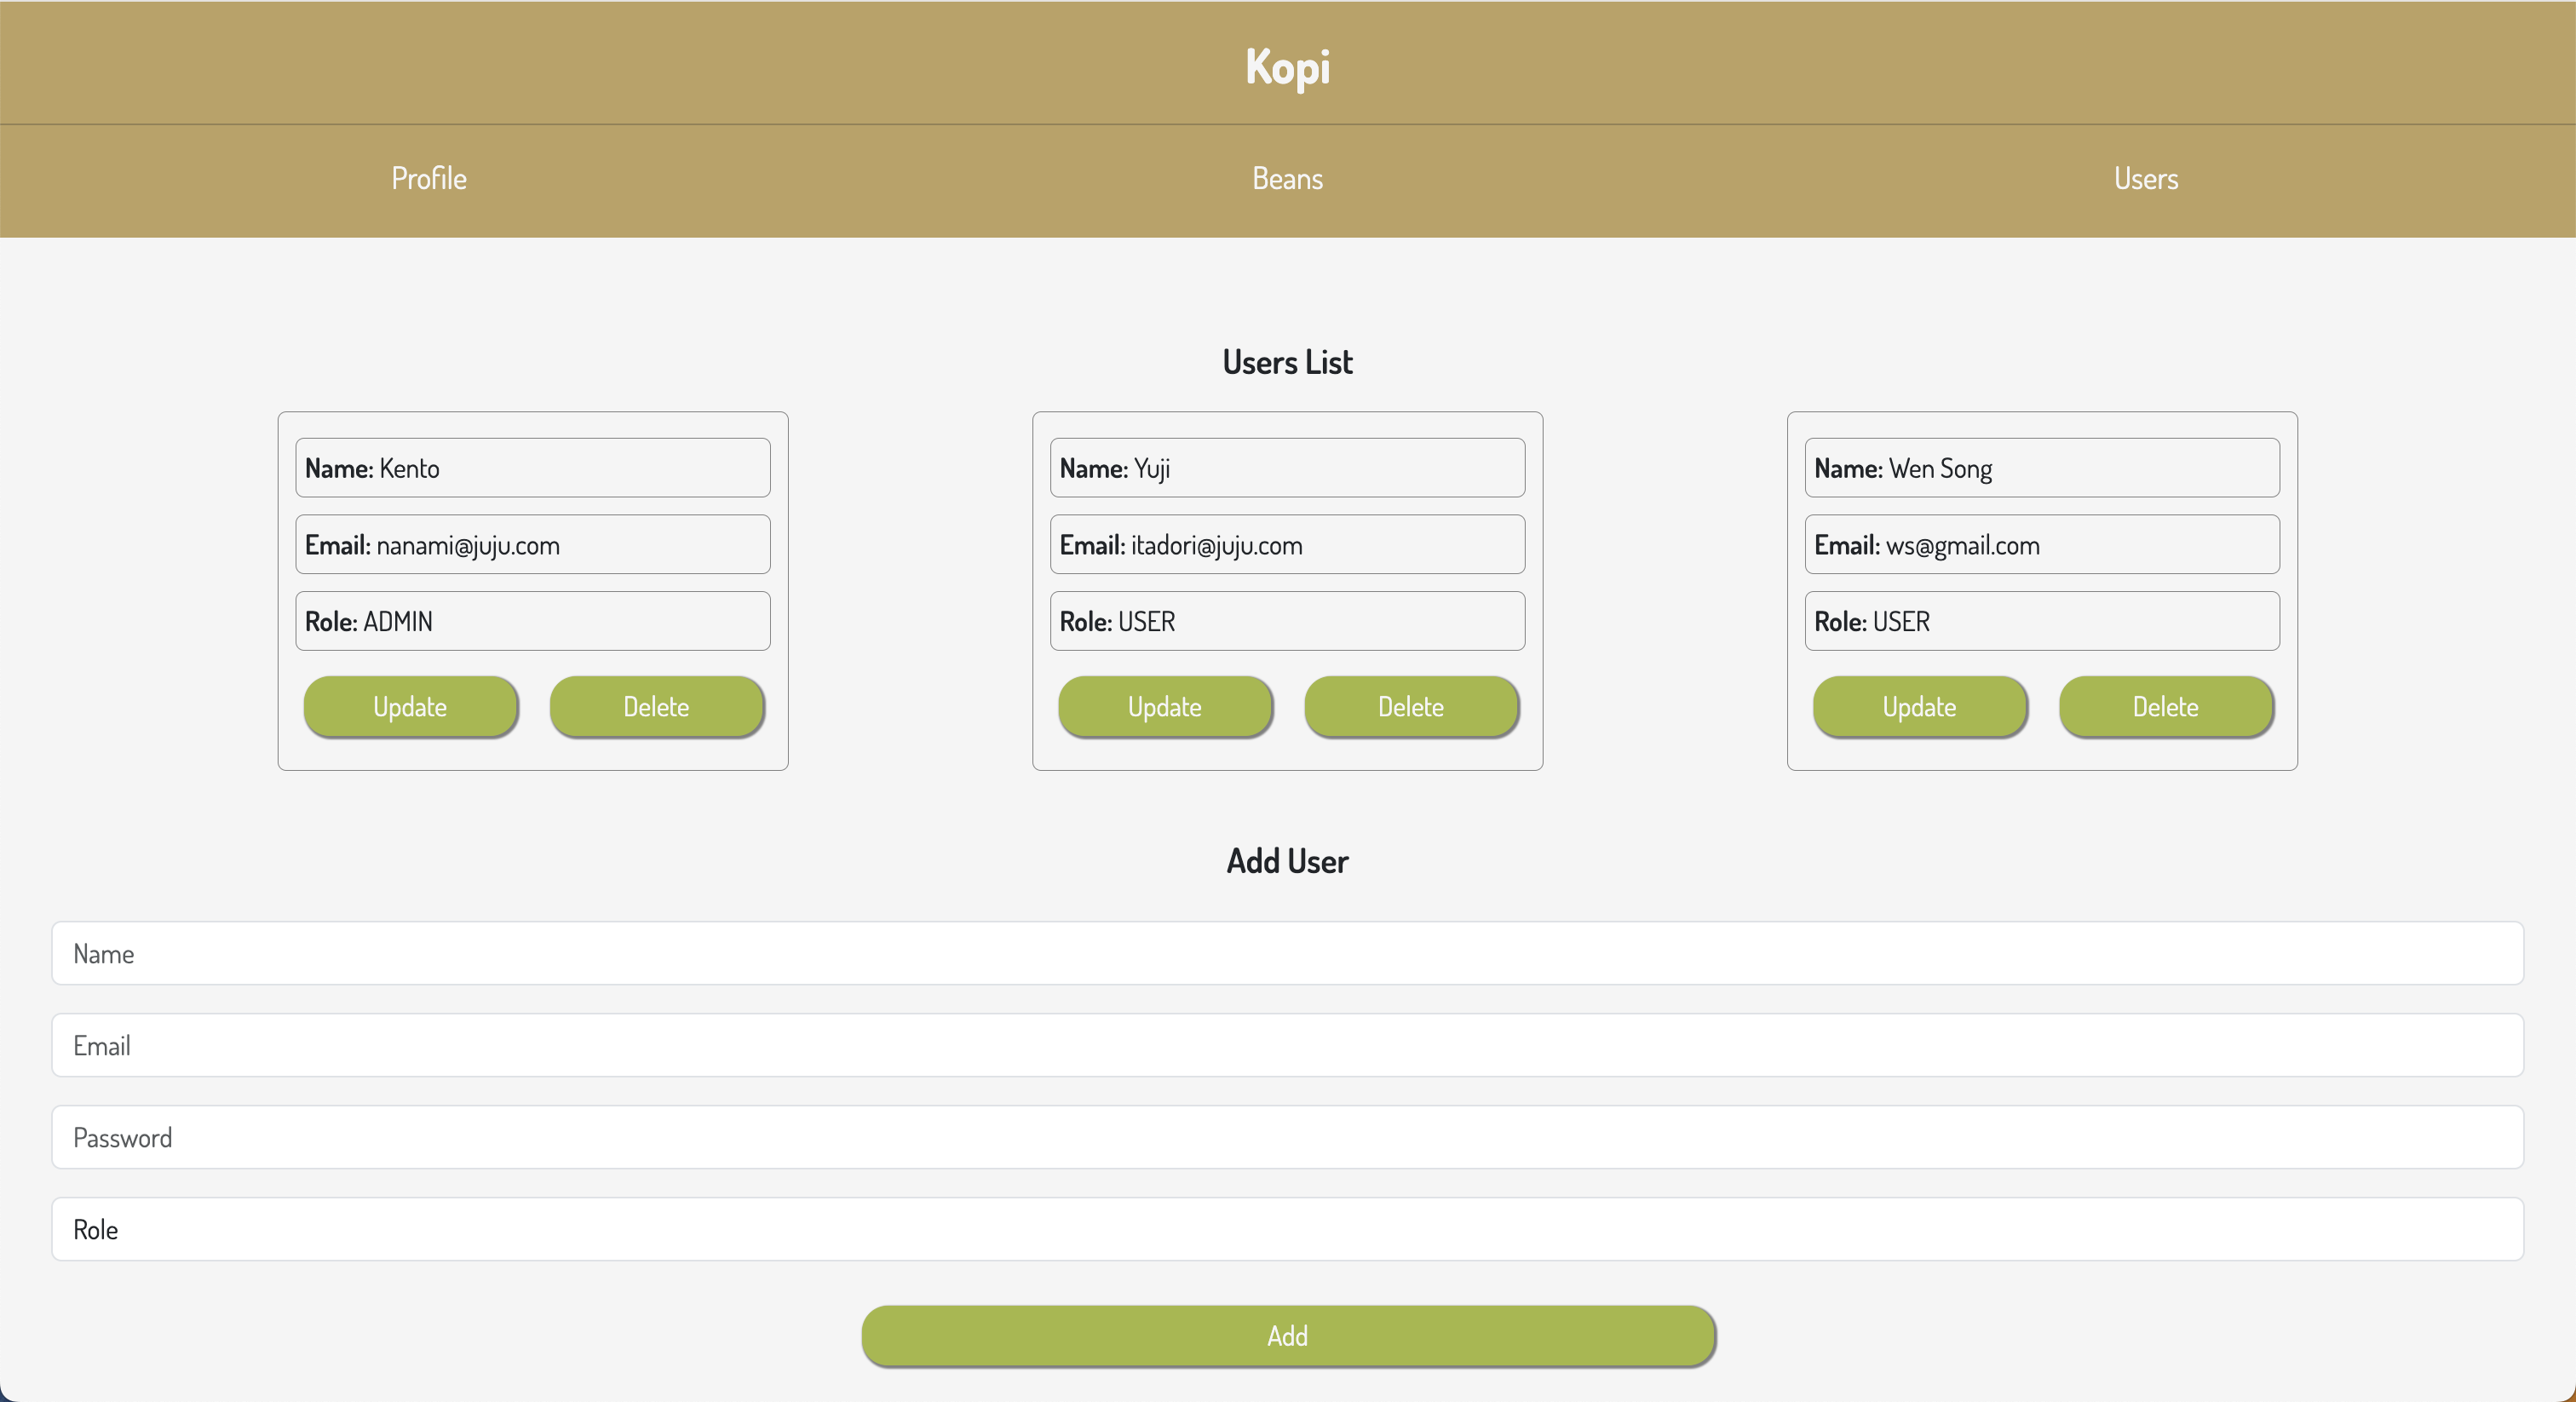 Kopi
Profile Beans Users
Users List
Name: Kento
Email: nanami@juju.com
Role: ADMIN
Update Delete
Name: Yuji
Email: itadori@juju.com
Role: USER
Update Delete
Name: Wen Song
Email: ws@gmail.com
Role: USER
Update Delete
Add User
Name
Email
Password
Role
Add